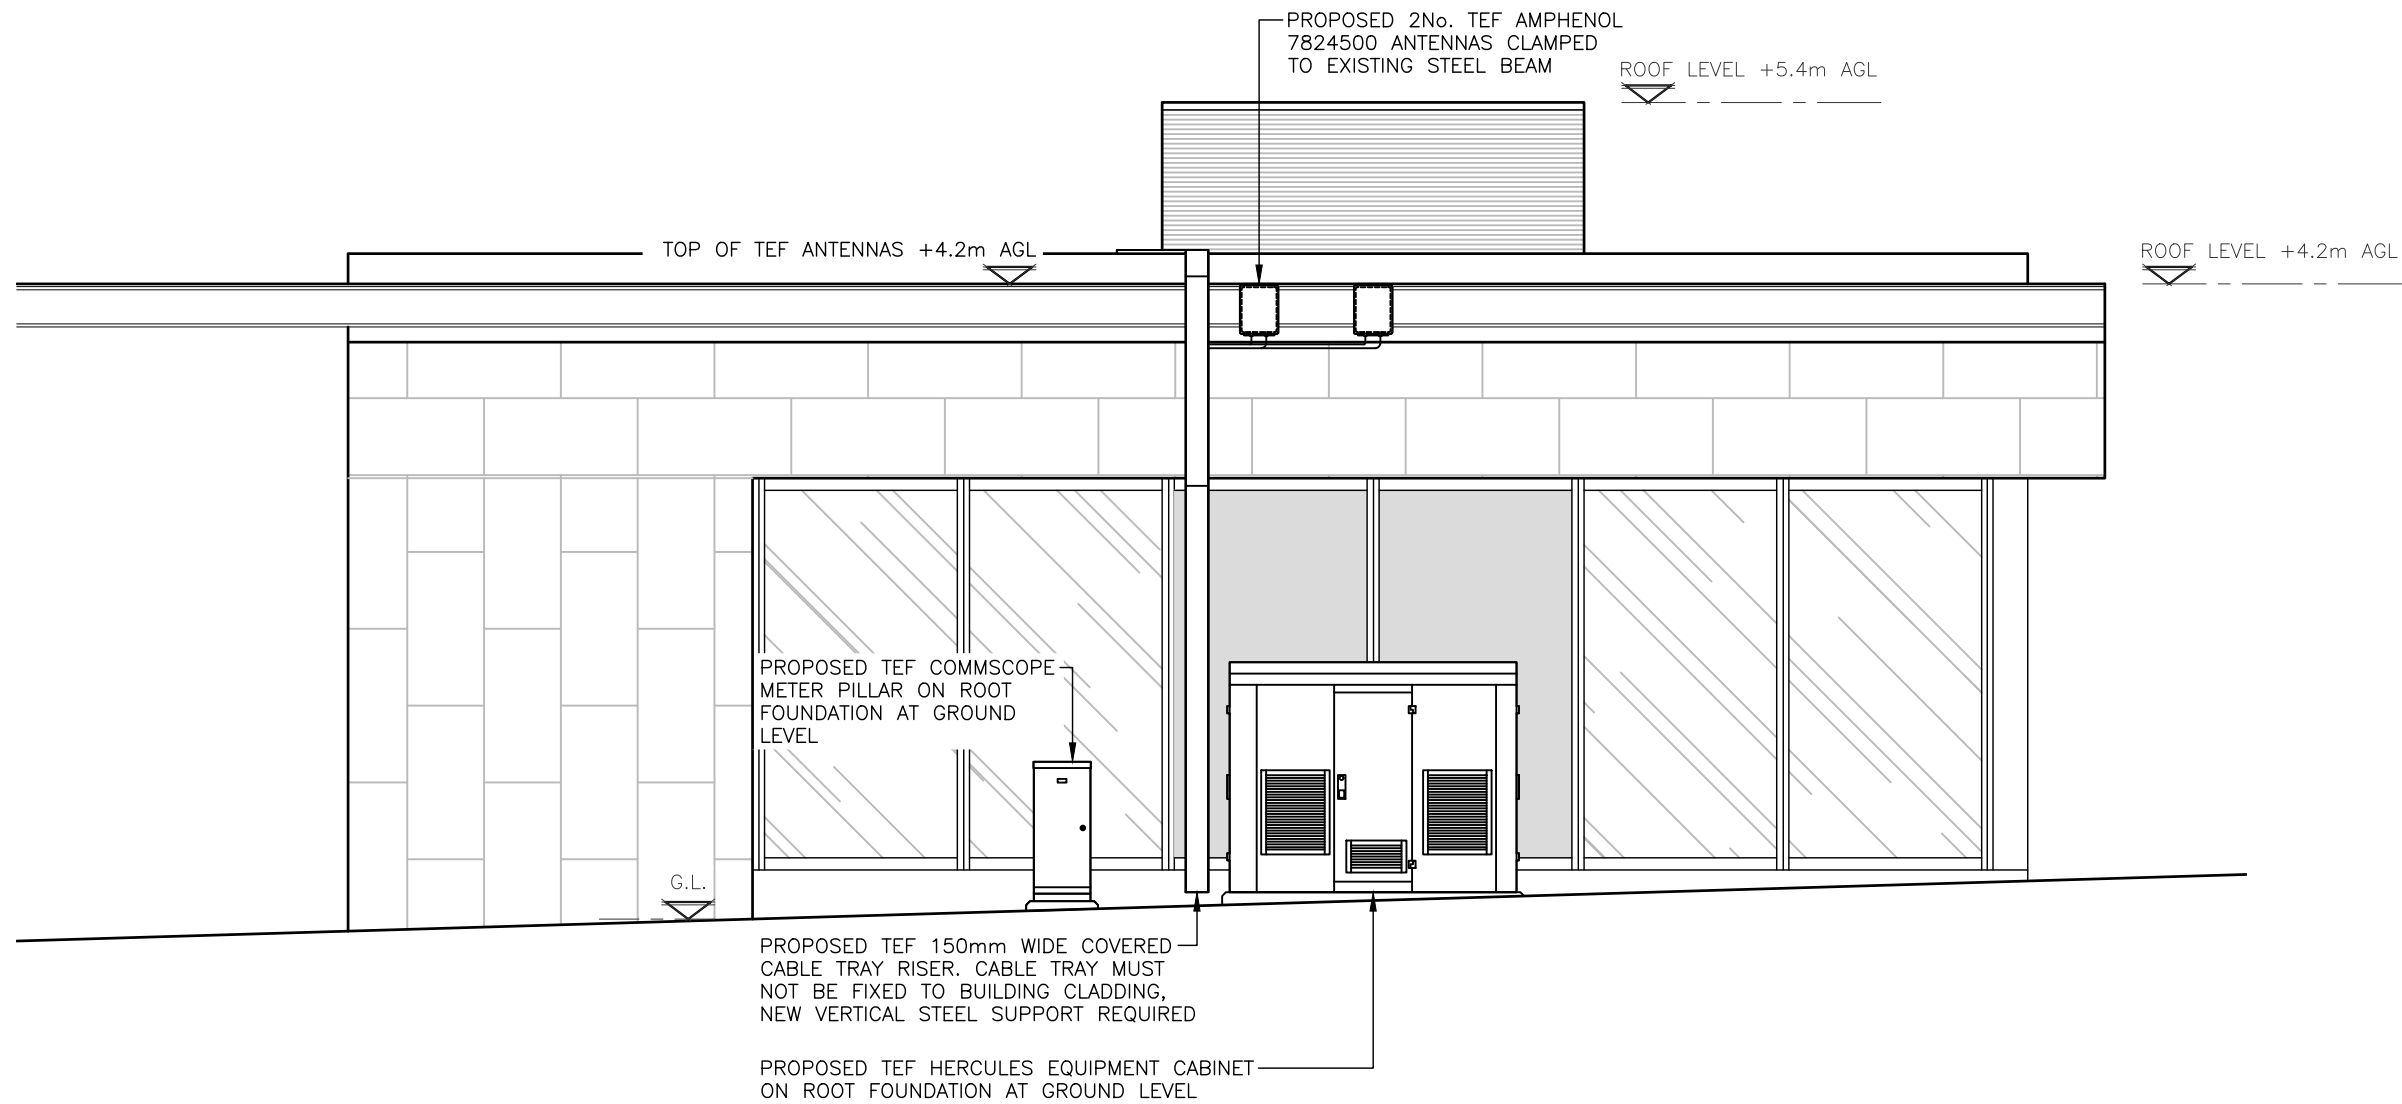 PROPOSED 2No. TEF AMPHENOL
7824500 ANTENNAS CLAMPED
TO EXISTING STEEL BEAM
ROOF LEVEL +5.4m AGL
TOP OF TEF ANTENNAS +4.2m AGL
ROOF LEVEL +4.2m AGL
PROPOSED TEF COMMSCOPE
METER PILLAR ON ROOT
FOUNDATION AT GROUND
LEVEL
G.L.
PROPOSED TEF 150mm WIDE COVERED
CABLE TRAY RISER. CABLE TRAY MUST
NOT BE FIXED TO BUILDING CLADDING,
NEW VERTICAL STEEL SUPPORT REQUIRED
PROPOSED TEF HERCULES EQUIPMENT CABINET
ON ROOT FOUNDATION AT GROUND LEVEL